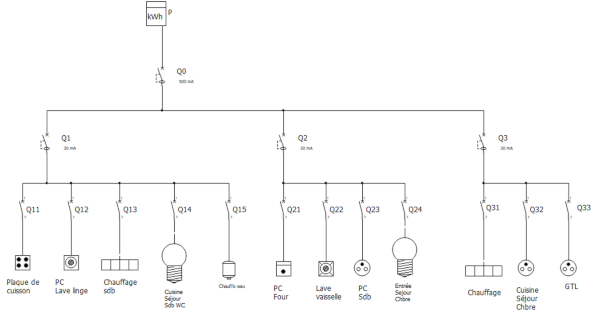 kWh P
Q0
500 mA
Q1 Q2 Q3
30 mA 30 mA 30 mA
Q11 Q12 Q13 Q14 Q15 Q21 Q22 Q23 Q24 Q31 Q32 Q33
Plaque de
cuisson
PC
Lave linge
Chauffage
sdb
Cuisine
Séjour
Sdb WC
Chauffe eau
PC
Four
Lave
vaisselle
PC
Sdb
Entrée
Sejour
Chbre
Chauffage
Cuisine
Séjour
Chbre
GTL